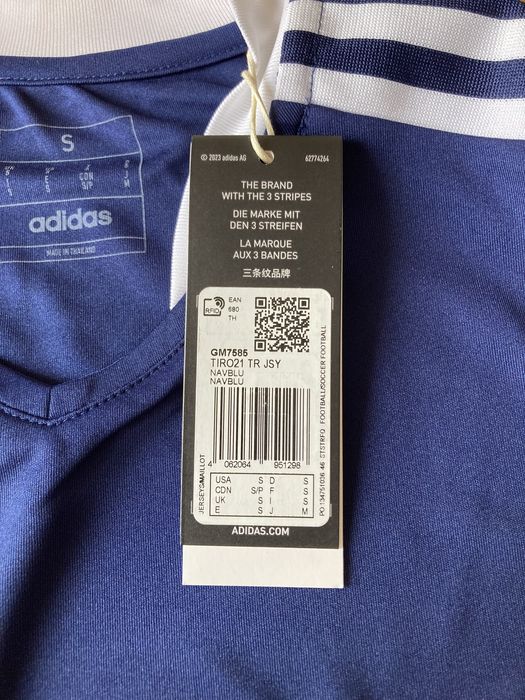 S
CDN
S/P
J
M
adidas
MADE IN THAILAND
© 2023 adidas AG
62774264
THE BRAND
WITH THE 3 STRIPES
DIE MARKE MIT
DEN 3 STREIFEN
LA MARQUE
AUX 3 BANDES
三条纹品牌
RFID
EAN
680
TH
GM7585
TIRO21 TR JSY
NAVBLU
NAVBLU
4 062064 951298
USA S D S
CDN S/P F S
UK S I S
E S J M
JERSEYS/MAILLOT
FOOTBALL/SOCCER FOOTBALL
ADIDAS.COM